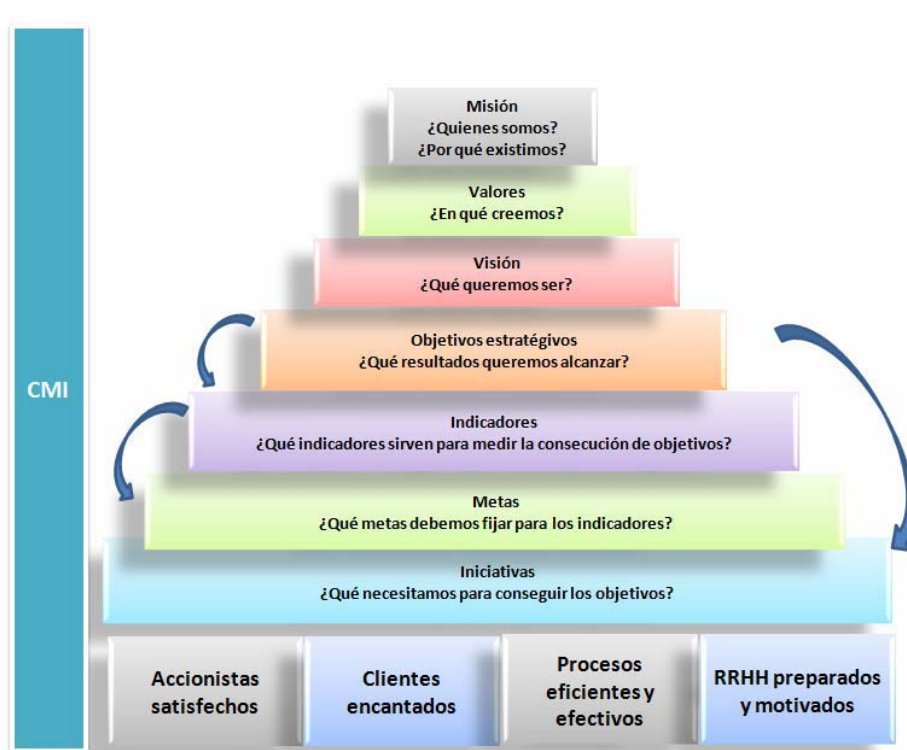 CMI
Misión
¿Quienes somos?
¿Por qué existimos?
Valores
¿En qué creemos?
Visión
¿Qué queremos ser?
Objetivos estratégivos
¿Qué resultados queremos alcanzar?
Indicadores
¿Qué indicadores sirven para medir la consecución de objetivos?
Metas
¿Qué metas debemos fijar para los indicadores?
Iniciativas
¿Qué necesitamos para conseguir los objetivos?
Accionistas
satisfechos
Clientes
encantados
Procesos
eficientes y
efectivos
RRHH preparados
y motivados